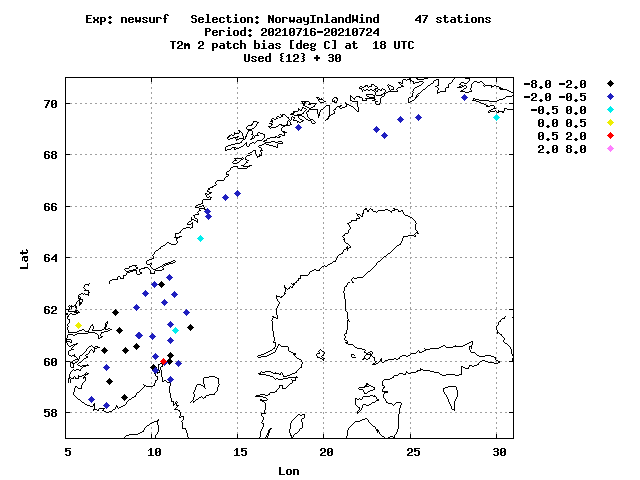 Exp: newsurf Selection: NorwayInlandWind 47 stations
Period: 20210716-20210724
T2m 2 patch bias [deg C] at 18 UTC
Used {12} + 30
-8.0 -2.0
-2.0 -0.5
-0.5 0.0
0.0 0.5
0.5 2.0
2.0 8.0
70
68
66
64
62
60
58
Lat
5 10 15 20 25 30
Lon